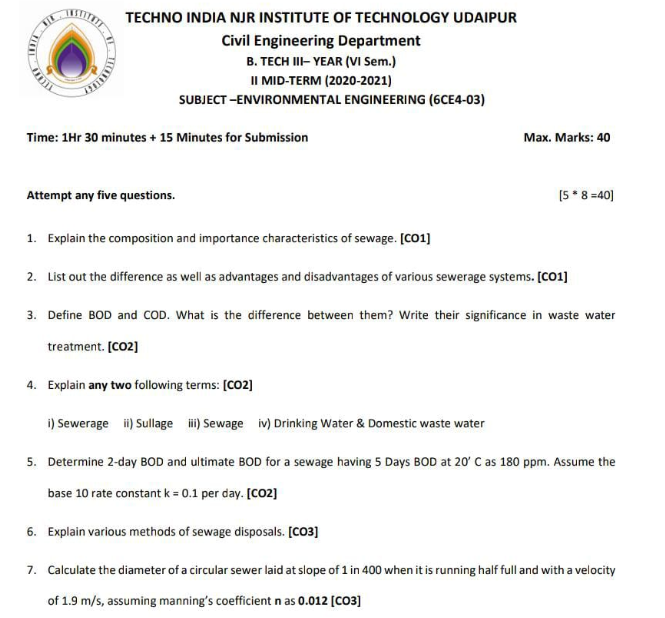 TECHNO INDIA NJR INSTITUTE OF TECHNOLOGY UDAIPUR
Civil Engineering Department
B. TECH III– YEAR (VI Sem.)
II MID-TERM (2020-2021)
SUBJECT –ENVIRONMENTAL ENGINEERING (6CE4-03)
Time: 1Hr 30 minutes + 15 Minutes for Submission Max. Marks: 40
Attempt any five questions. [5 * 8 =40]
1. Explain the composition and importance characteristics of sewage. [CO1]
2. List out the difference as well as advantages and disadvantages of various sewerage systems. [CO1]
3. Define BOD and COD. What is the difference between them? Write their significance in waste water
treatment. [CO2]
4. Explain any two following terms: [CO2]
i) Sewerage ii) Sullage iii) Sewage iv) Drinking Water & Domestic waste water
5. Determine 2-day BOD and ultimate BOD for a sewage having 5 Days BOD at 20’ C as 180 ppm. Assume the
base 10 rate constant k = 0.1 per day. [CO2]
6. Explain various methods of sewage disposals. [CO3]
7. Calculate the diameter of a circular sewer laid at slope of 1 in 400 when it is running half full and with a velocity
of 1.9 m/s, assuming manning’s coefficient n as 0.012 [CO3]